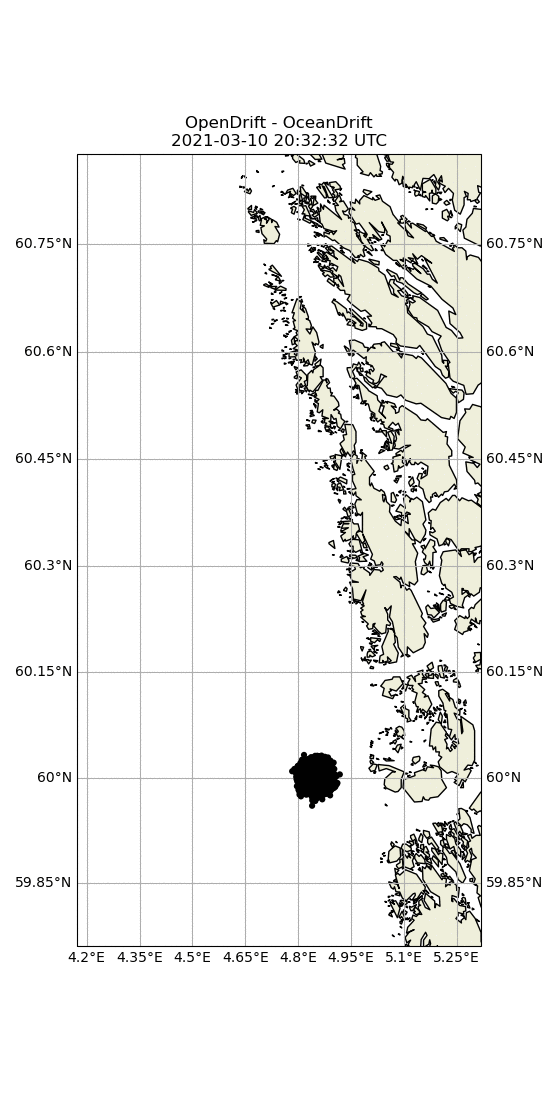 OpenDrift - OceanDrift
2021-03-10 20:32:32 UTC
60.75°N 60.75°N
60.6°N 60.6°N
60.45°N 60.45°N
60.3°N 60.3°N
60.15°N 60.15°N
60°N 60°N
59.85°N 59.85°N
4.2°E 4.35°E 4.5°E 4.65°E 4.8°E 4.95°E 5.1°E 5.25°E